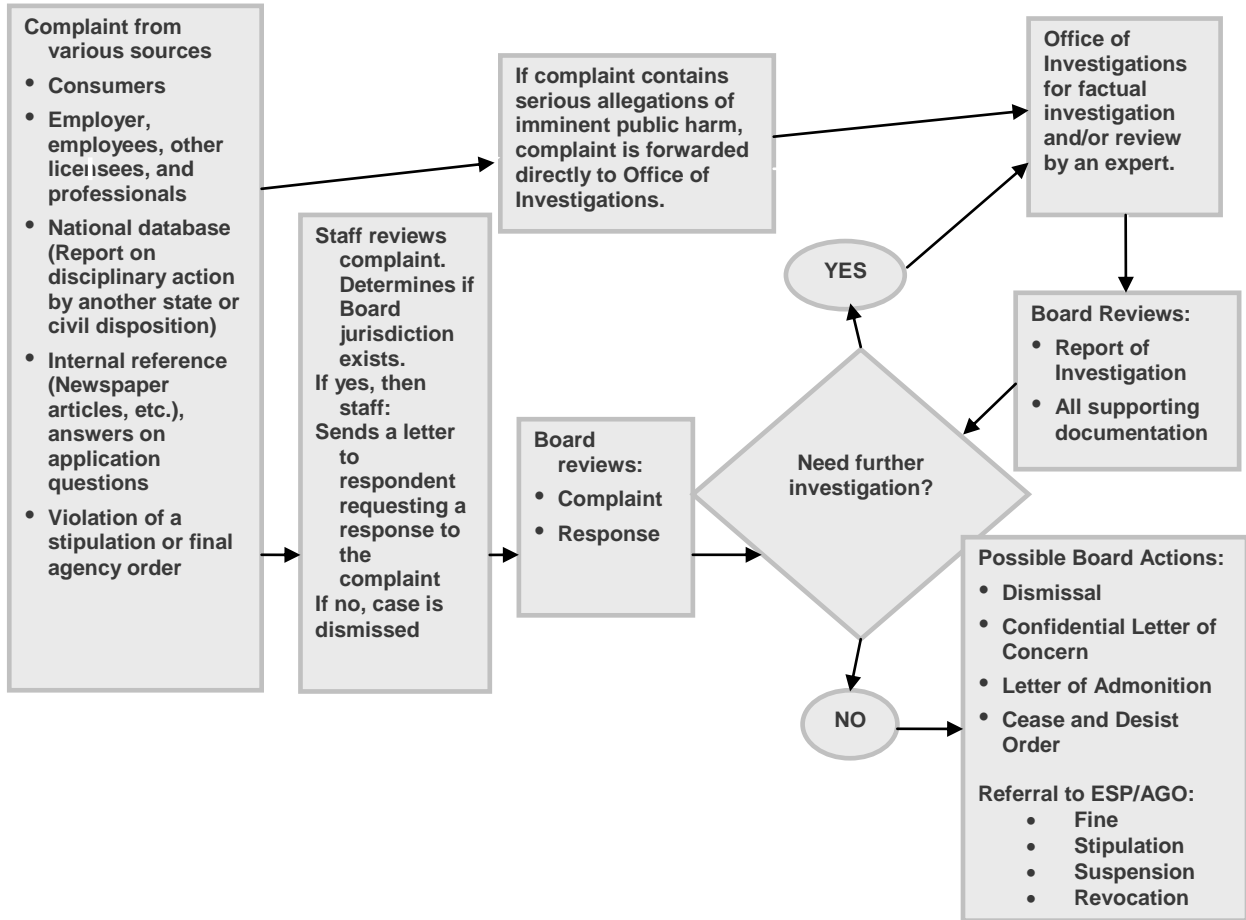 Complaint from
various sources
• Consumers
• Employer,
employees, other
licensees, and
professionals
• National database
(Report on
disciplinary action
by another state or
civil disposition)
• Internal reference
(Newspaper
articles, etc.),
answers on
application
questions
• Violation of a
stipulation or final
agency order
If complaint contains
serious allegations of
imminent public harm,
complaint is forwarded
directly to Office of
Investigations.
Office of
Investigations
for factual
investigation
and/or review
by an expert.
Staff reviews
complaint.
Determines if
Board
jurisdiction
exists.
If yes, then
staff:
Sends a letter
to
respondent
requesting a
response to
the
complaint
If no, case is
dismissed
Board
reviews:
• Complaint
• Response
Need further
investigation?
YES
Board Reviews:
• Report of
Investigation
• All supporting
documentation
NO
Possible Board Actions:
• Dismissal
• Confidential Letter of
Concern
• Letter of Admonition
• Cease and Desist
Order
Referral to ESP/AGO:
• Fine
• Stipulation
• Suspension
• Revocation